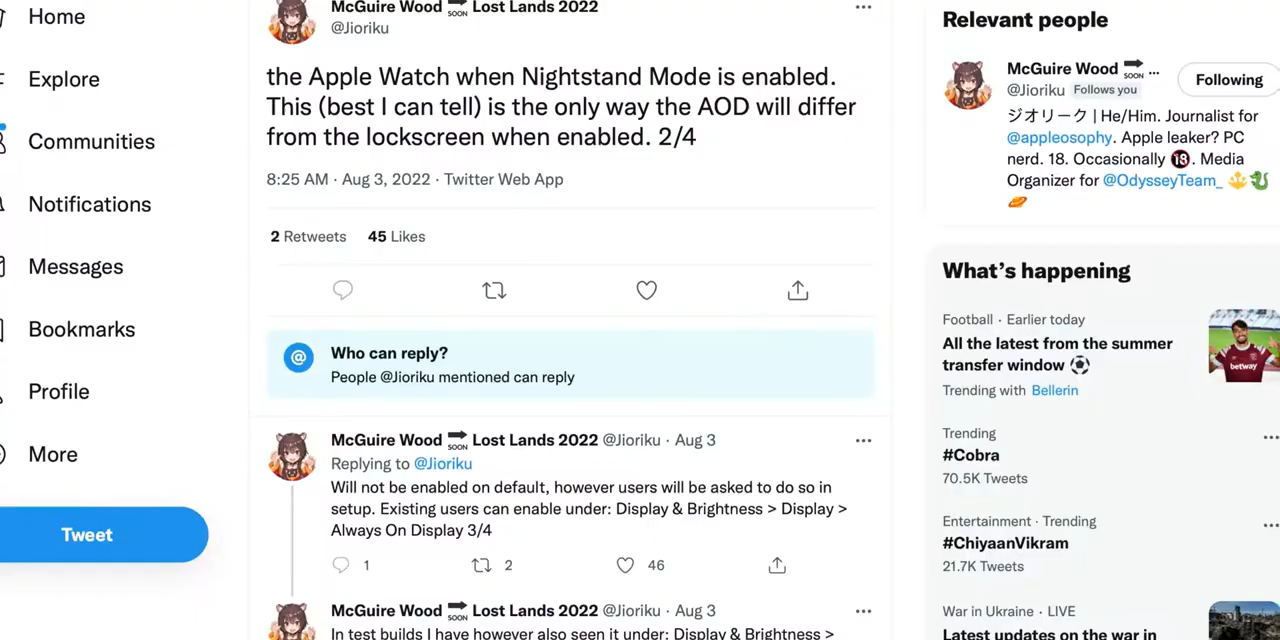 Home
Explore
Communities
Notifications
Messages
Bookmarks
Profile
More
Tweet
McGuire Wood SOON Lost Lands 2022
@Jioriku
the Apple Watch when Nightstand Mode is enabled.
This (best I can tell) is the only way the AOD will differ
from the lockscreen when enabled. 2/4
8:25 AM · Aug 3, 2022 · Twitter Web App
2 Retweets 45 Likes
@
Who can reply?
People @Jioriku mentioned can reply
McGuire Wood SOON Lost Lands 2022 @Jioriku · Aug 3
Replying to @Jioriku
Will not be enabled on default, however users will be asked to do so in
setup. Existing users can enable under: Display & Brightness > Display >
Always On Display 3/4
1 2 46
McGuire Wood SOON Lost Lands 2022 @Jioriku · Aug 3
In test builds I have however also seen it under: Display & Brightness >
Relevant people
McGuire Wood SOON ...
@Jioriku Follows you
Following
ジオリーク | He/Him. Journalist for
@appleosophy. Apple leaker? PC
nerd. 18. Occasionally 🔞. Media
Organizer for @OdysseyTeam_
What's happening
Football · Earlier today
All the latest from the summer
transfer window
Trending with Bellerin
betway
Trending
#Cobra
70.5K Tweets
Entertainment · Trending
#ChiyaanVikram
21.7K Tweets
War in Ukraine · LIVE
Latest updates on the war in